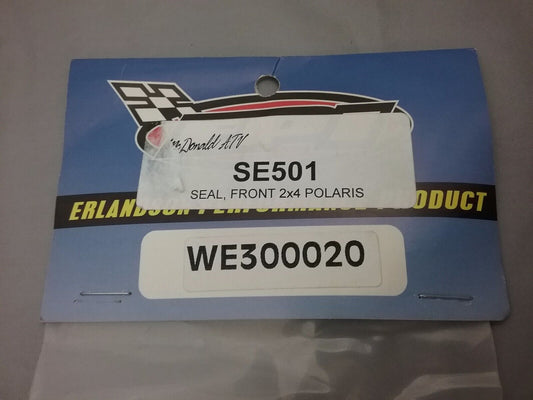 McDonald ATV
SE501
SEAL, FRONT 2x4 POLARIS
ERLANDSON PERFORMANCE PRODUCT
WE300020